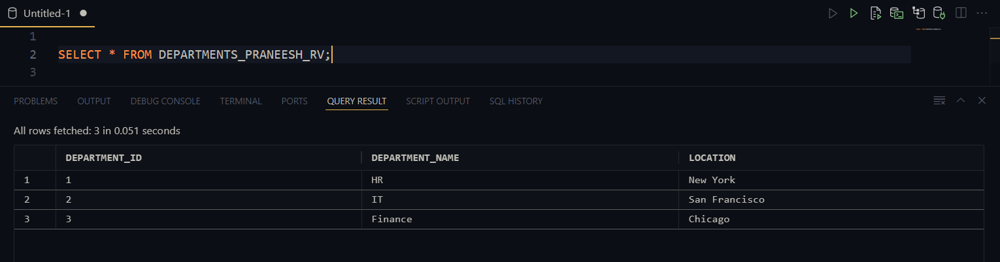 Untitled-1
1
2 SELECT * FROM DEPARTMENTS_PRANEESH_RV;
3
PROBLEMS OUTPUT DEBUG CONSOLE TERMINAL PORTS QUERY RESULT SCRIPT OUTPUT SQL HISTORY
All rows fetched: 3 in 0.051 seconds
DEPARTMENT_ID DEPARTMENT_NAME LOCATION
1 1 HR New York
2 2 IT San Francisco
3 3 Finance Chicago